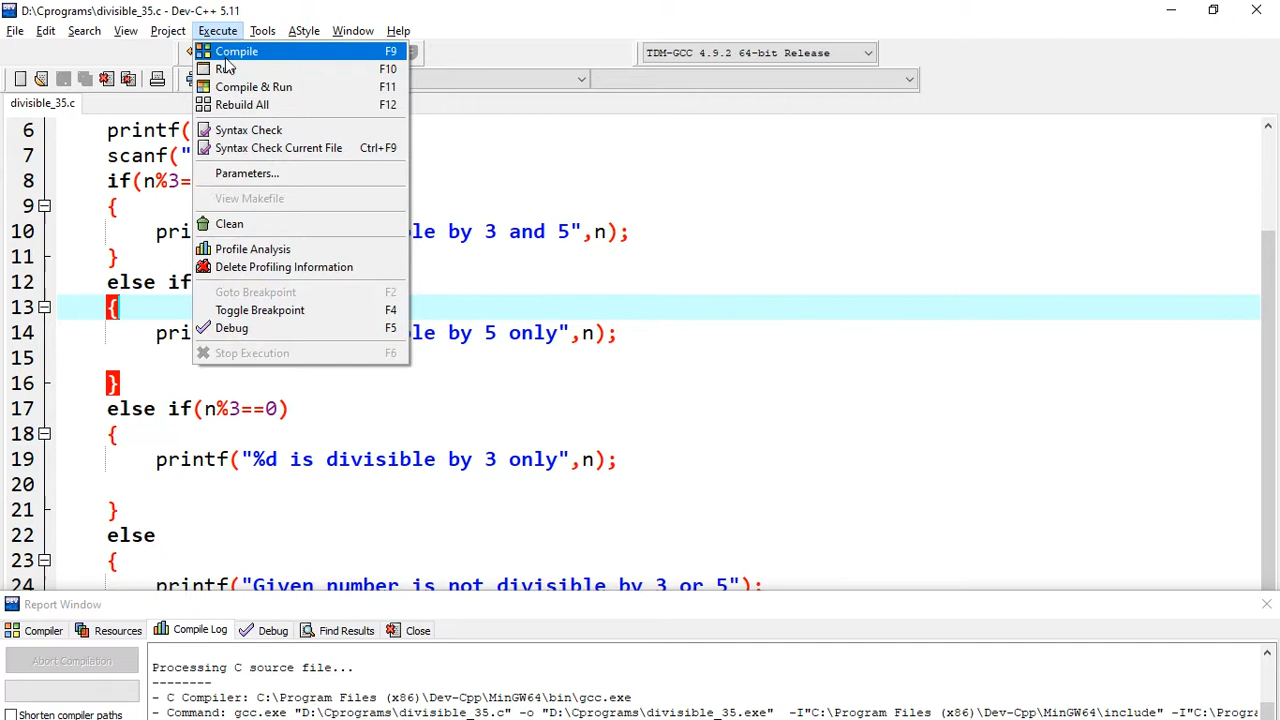 D:\Cprograms\divisible_35.c - Dev-C++ 5.11
File Edit Search View Project Execute Tools AStyle Window Help
Compile F9
TDM-GCC 4.9.2 64-bit Release
F10
Compile & Run F11
Rebuild All F12
divisible_35.c
Syntax Check
Syntax Check Current File Ctrl+F9
Parameters...
View Makefile
Clean
Profile Analysis
Delete Profiling Information
Goto Breakpoint F2
Toggle Breakpoint F4
Debug F5
Stop Execution F6
6 printf(
7 scanf("
8 if(n%3=
9 {
10 pri le by 3 and 5",n);
11 }
12 else if
13 {
14 pri le by 5 only",n);
15
16 }
17 else if(n%3==0)
18 {
19 printf("%d is divisible by 3 only",n);
20
21 }
22 else
23 {
24 printf("Given number is not divisible by 3 or 5");
Report Window
Compiler Resources Compile Log Debug Find Results Close
Abort Compilation
Shorten compiler paths
Processing C source file...
--------
- C Compiler: C:\Program Files (x86)\Dev-Cpp\MinGW64\bin\gcc.exe
- Command: gcc.exe "D:\Cprograms\divisible_35.c" -o "D:\Cprograms\divisible_35.exe" -I"C:\Program Files (x86)\Dev-Cpp\MinGW64\include" -I"C:\Progra